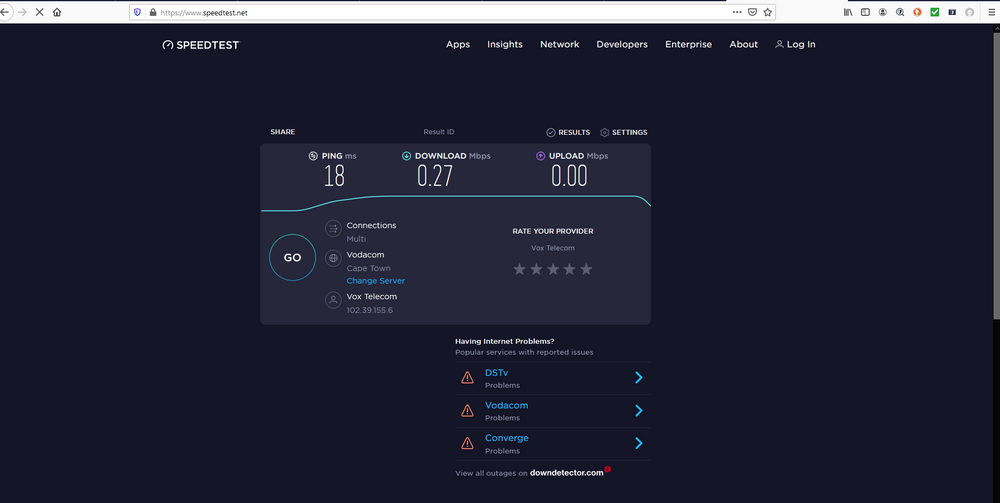 https://www.speedtest.net
SPEEDTEST
Apps Insights Network Developers Enterprise About Log In
SHARE Result ID RESULTS SETTINGS
PING ms DOWNLOAD Mbps UPLOAD Mbps
18 0.27 0.00
Connections
Multi
GO
Vodacom
Cape Town
Change Server
Vox Telecom
102.39.155.6
RATE YOUR PROVIDER
Vox Telecom
Having Internet Problems?
Popular services with reported issues
DSTv
Problems
Vodacom
Problems
Converge
Problems
View all outages on downdetector.com